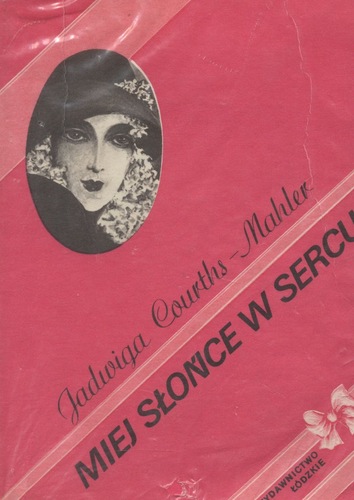 Jadwiga Courths-Mahler
MIEJ SŁOŃCE W SERCU
WYDAWNICTWO
ŁÓDZKIE